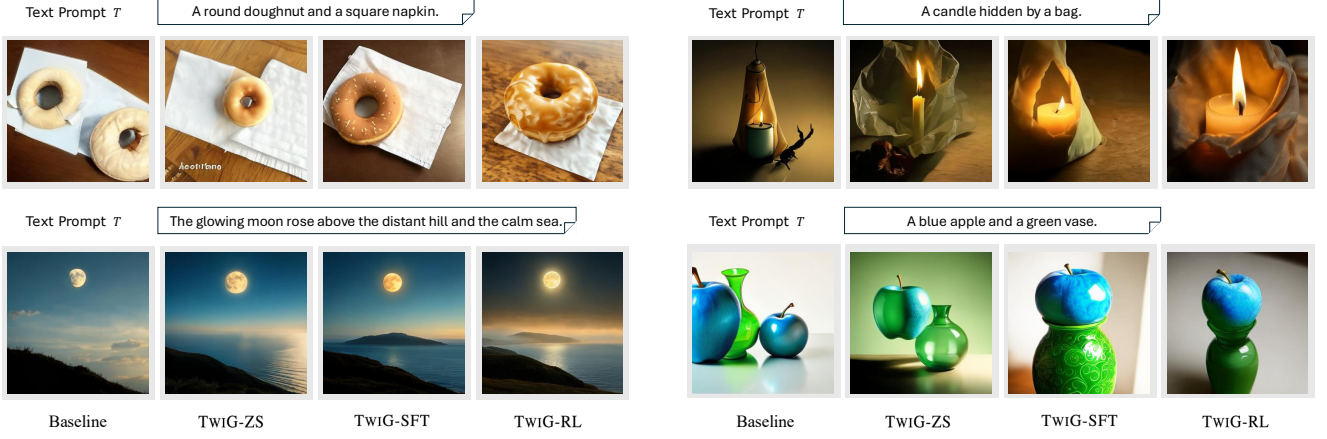 Text Prompt T
A round doughnut and a square napkin.
Text Prompt T
A candle hidden by a bag.
Text Prompt T
The glowing moon rose above the distant hill and the calm sea.
Text Prompt T
A blue apple and a green vase.
Baseline
TWIG-ZS
TWIG-SFT
TWIG-RL
Baseline
TWIG-ZS
TWIG-SFT
TWIG-RL